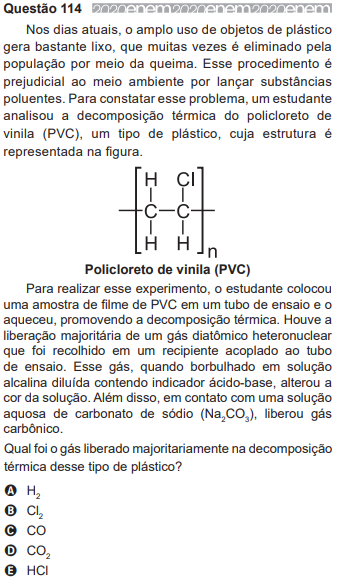 Questão 114 2020enem2020enem2020enem
Nos dias atuais, o amplo uso de objetos de plástico
gera bastante lixo, que muitas vezes é eliminado pela
população por meio da queima. Esse procedimento é
prejudicial ao meio ambiente por lançar substâncias
poluentes. Para constatar esse problema, um estudante
analisou a decomposição térmica do policloreto de
vinila (PVC), um tipo de plástico, cuja estrutura é
representada na figura.
H Cl
C C
H H n
Policloreto de vinila (PVC)
Para realizar esse experimento, o estudante colocou
uma amostra de filme de PVC em um tubo de ensaio e o
aqueceu, promovendo a decomposição térmica. Houve a
liberação majoritária de um gás diatômico heteronuclear
que foi recolhido em um recipiente acoplado ao tubo
de ensaio. Esse gás, quando borbulhado em solução
alcalina diluída contendo indicador ácido-base, alterou a
cor da solução. Além disso, em contato com uma solução
aquosa de carbonato de sódio (Na₂CO₃), liberou gás
carbônico.
Qual foi o gás liberado majoritariamente na decomposição
térmica desse tipo de plástico?
A H₂
B Cl₂
C CO
D CO₂
E HCl